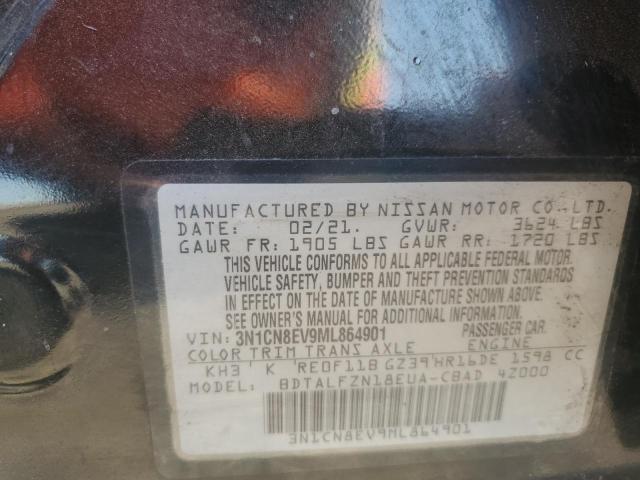 MANUFACTURED BY NISSAN MOTOR CO.,LTD.
DATE: 02/21. GVWR: 3624 LBS
GAWR FR: 1905 LBS GAWR RR: 1720 LBS
THIS VEHICLE CONFORMS TO ALL APPLICABLE FEDERAL MOTOR
VEHICLE SAFETY, BUMPER AND THEFT PREVENTION STANDARDS
IN EFFECT ON THE DATE OF MANUFACTURE SHOWN ABOVE.
SEE OWNER'S MANUAL FOR ADDITIONAL INFORMATION.
VIN: 3N1CN8EV9ML864901 PASSENGER CAR.
COLOR TRIM TRANS AXLE ENGINE
KH3 K RE0F11B GZ39 HR16DE 1598 CC
BDTALFZN18EUA-CBAD 4Z000
3N1CN8EV9ML864901